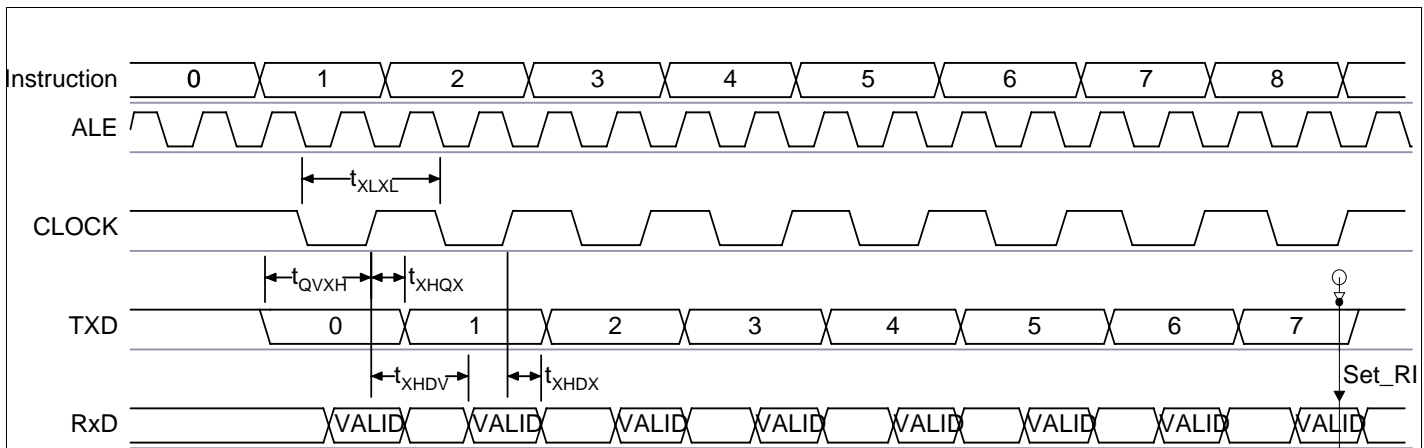 Instruction 0 1 2 3 4 5 6 7 8
ALE
tXLXL
CLOCK
tQVXH tXHQX
TXD 0 1 2 3 4 5 6 7
tXHDV tXHDX Set_RI
RxD VALID VALID VALID VALID VALID VALID VALID VALID